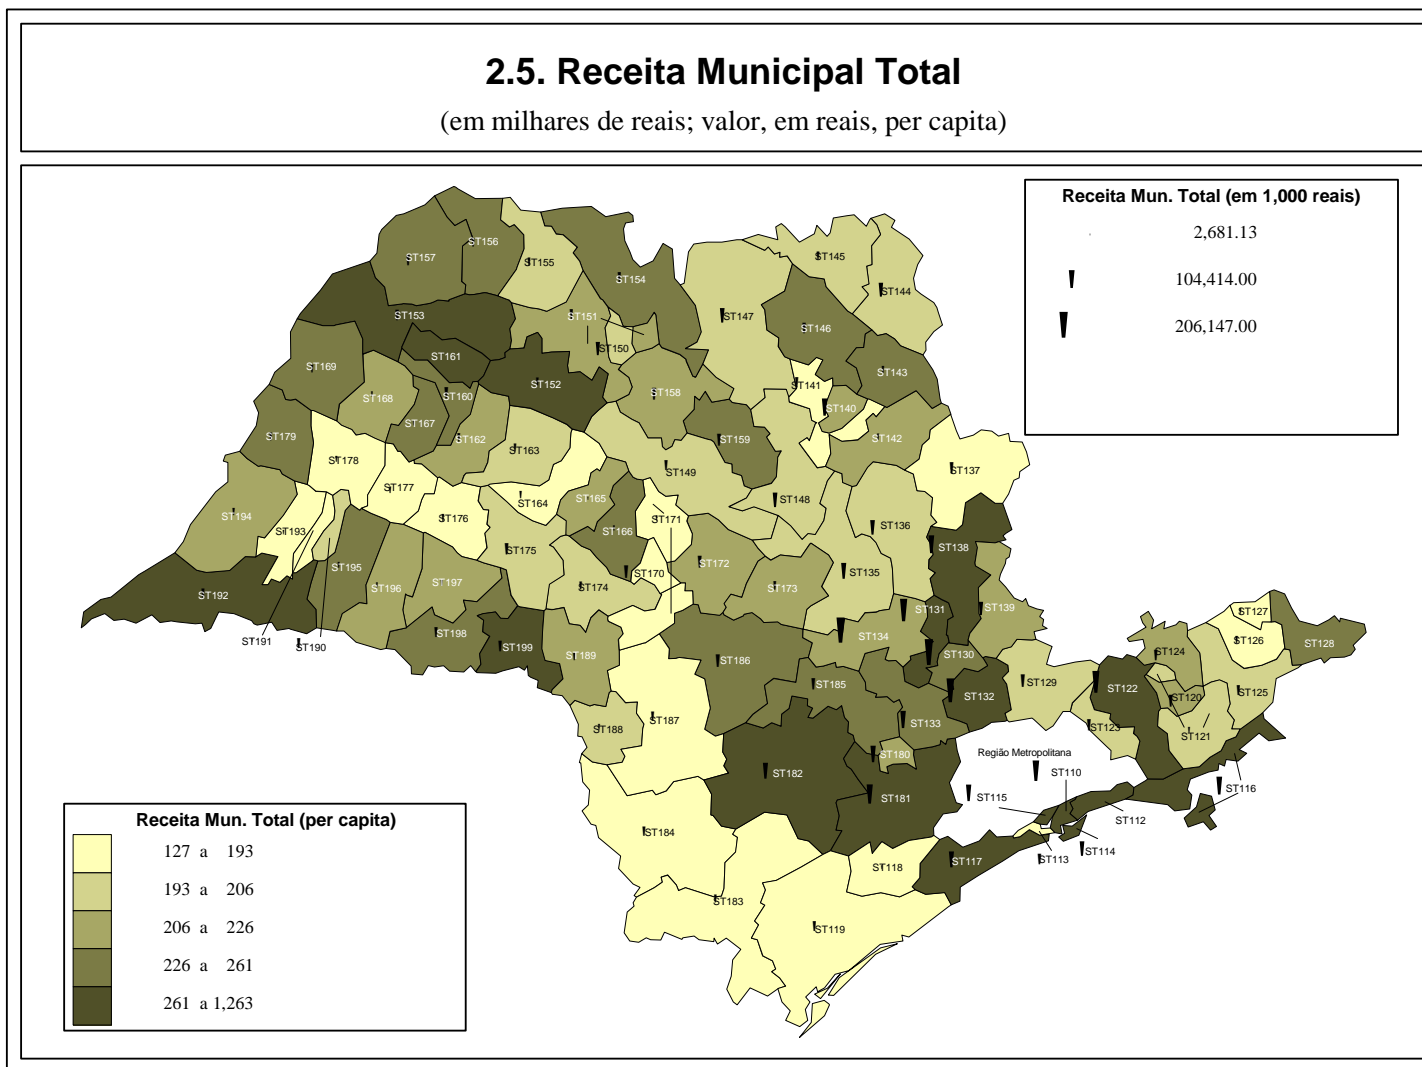 2.5. Receita Municipal Total
(em milhares de reais; valor, em reais, per capita)
Receita Mun. Total (em 1,000 reais)
2,681.13
104,414.00
206,147.00
ST156
ST157
ST155
ST154
ST145
ST144
ST153
ST151
ST147
ST146
ST150
ST161
ST169
ST152
ST143
ST141
ST168
ST160
ST158
ST140
ST167
ST179
ST162
ST159
ST142
ST163
ST178
ST149
ST137
ST177
ST164
ST165
ST148
ST194
ST176
ST171
ST193
ST166
ST136
ST138
ST175
ST195
ST170
ST172
ST135
ST197
ST196
ST174
ST173
ST192
ST139
ST131
ST127
ST198
ST134
ST126
ST128
ST191
ST190
ST199
ST189
ST130
ST124
ST186
ST129
ST185
ST132
ST122
ST120
ST125
ST187
ST133
ST123
ST188
ST121
ST180
Região Metropolitana
ST182
ST110
ST181
ST115
ST116
ST112
ST184
ST114
ST113
ST117
ST118
ST183
ST119
Receita Mun. Total (per capita)
127 a 193
193 a 206
206 a 226
226 a 261
261 a 1,263